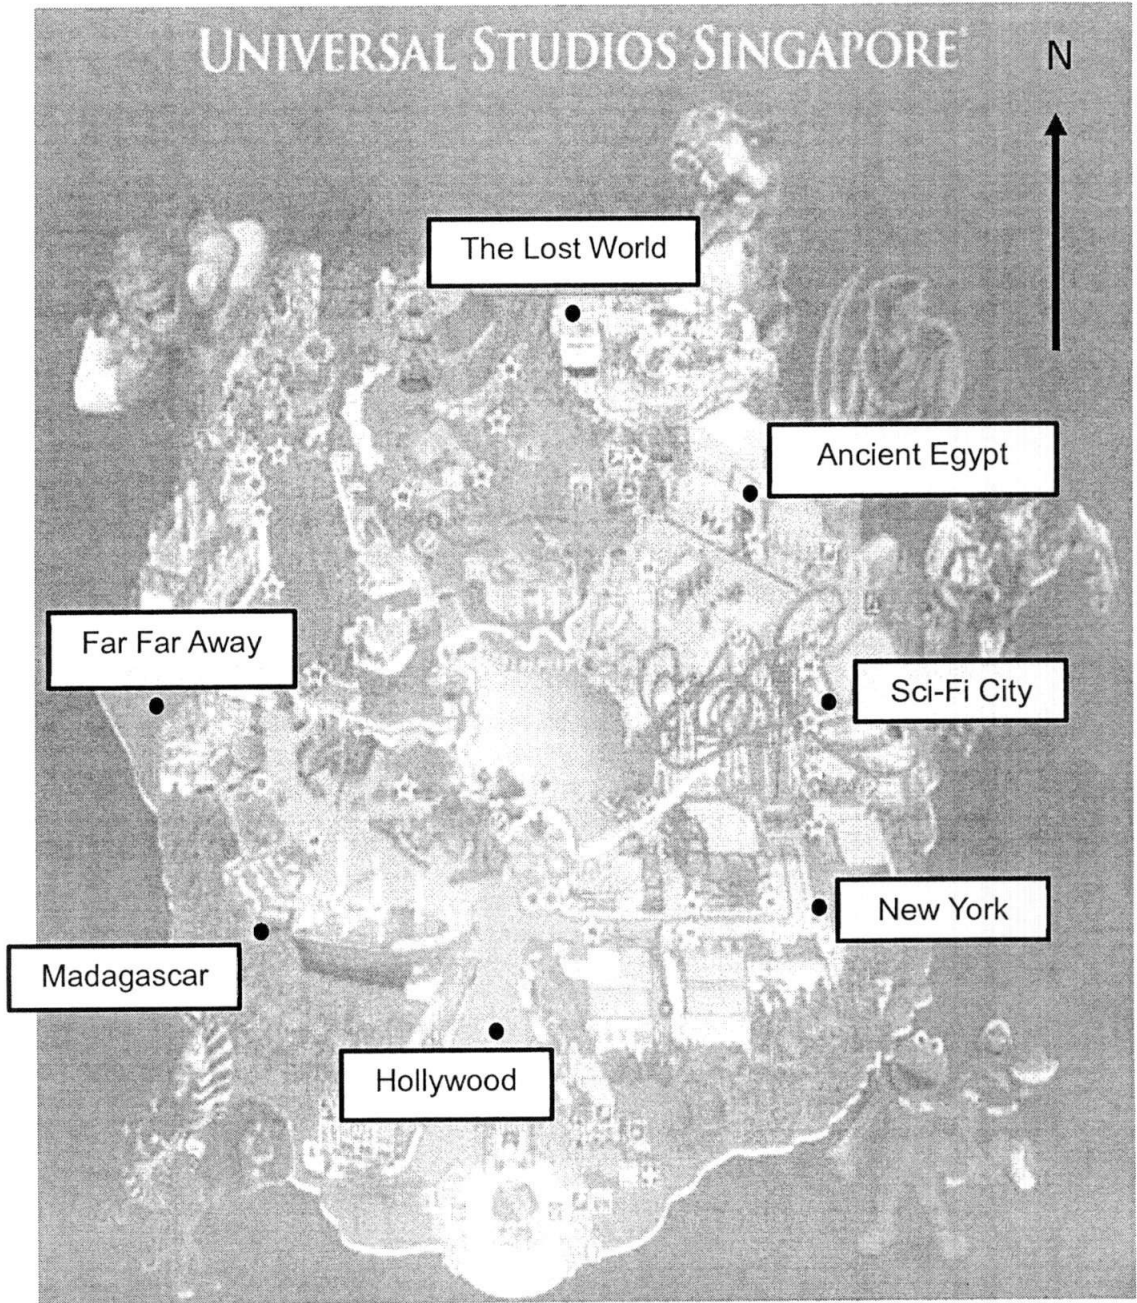 UNIVERSAL STUDIOS SINGAPORE®
N
The Lost World
Ancient Egypt
Far Far Away
Sci-Fi City
New York
Madagascar
Hollywood